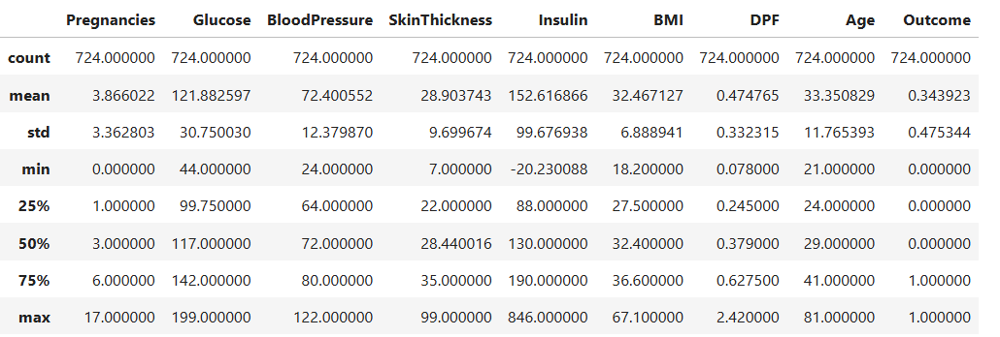 Pregnancies Glucose BloodPressure SkinThickness Insulin BMI DPF Age Outcome
count 724.000000 724.000000 724.000000 724.000000 724.000000 724.000000 724.000000 724.000000 724.000000
mean 3.866022 121.882597 72.400552 28.903743 152.616866 32.467127 0.474765 33.350829 0.343923
std 3.362803 30.750030 12.379870 9.699674 99.676938 6.888941 0.332315 11.765393 0.475344
min 0.000000 44.000000 24.000000 7.000000 -20.230088 18.200000 0.078000 21.000000 0.000000
25% 1.000000 99.750000 64.000000 22.000000 88.000000 27.500000 0.245000 24.000000 0.000000
50% 3.000000 117.000000 72.000000 28.440016 130.000000 32.400000 0.379000 29.000000 0.000000
75% 6.000000 142.000000 80.000000 35.000000 190.000000 36.600000 0.627500 41.000000 1.000000
max 17.000000 199.000000 122.000000 99.000000 846.000000 67.100000 2.420000 81.000000 1.000000